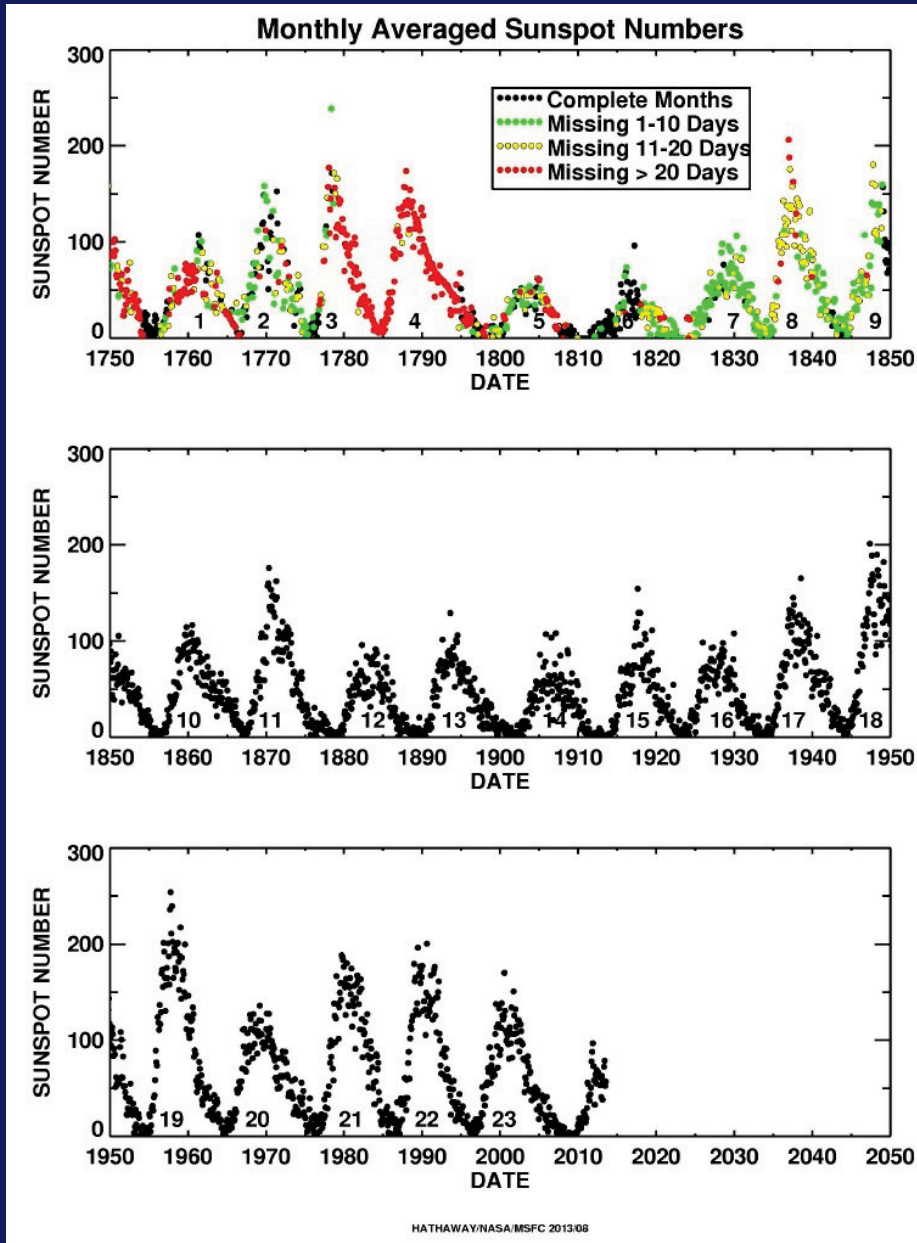 Monthly Averaged Sunspot Numbers
300
200
100
0
SUNSPOT NUMBER
Complete Months
Missing 1-10 Days
Missing 11-20 Days
Missing > 20 Days
1 2 3 4 5 6 7 8 9
1750 1760 1770 1780 1790 1800 1810 1820 1830 1840 1850
DATE
300
200
100
0
SUNSPOT NUMBER
10 11 12 13 14 15 16 17 18
1850 1860 1870 1880 1890 1900 1910 1920 1930 1940 1950
DATE
300
200
100
0
SUNSPOT NUMBER
19 20 21 22 23
1950 1960 1970 1980 1990 2000 2010 2020 2030 2040 2050
DATE
HATHAWAY/NASA/MSFC 2013/08